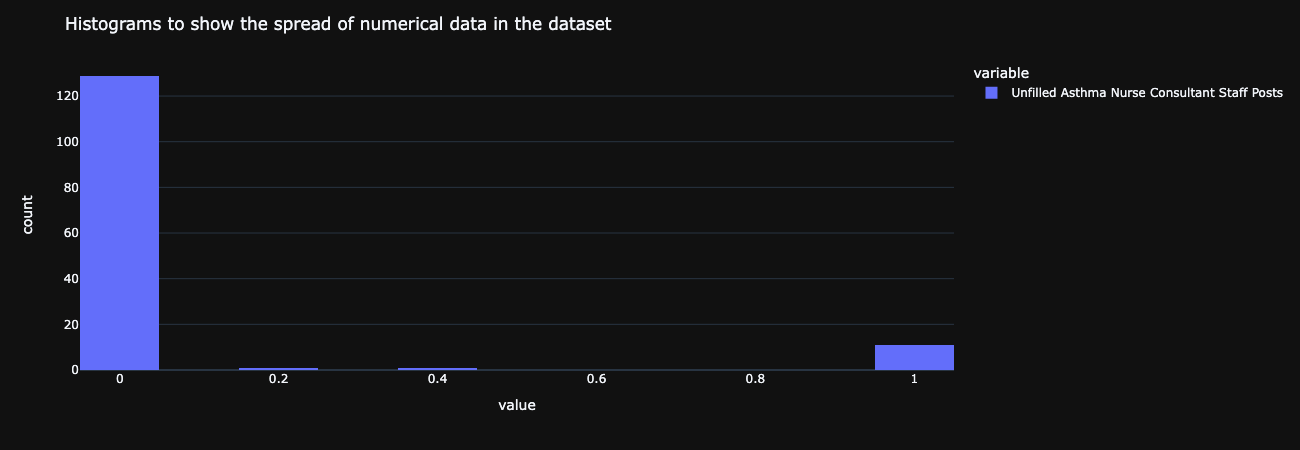 Histograms to show the spread of numerical data in the dataset
variable
Unfilled Asthma Nurse Consultant Staff Posts
count
120
100
80
60
40
20
0
0 0.2 0.4 0.6 0.8 1
value